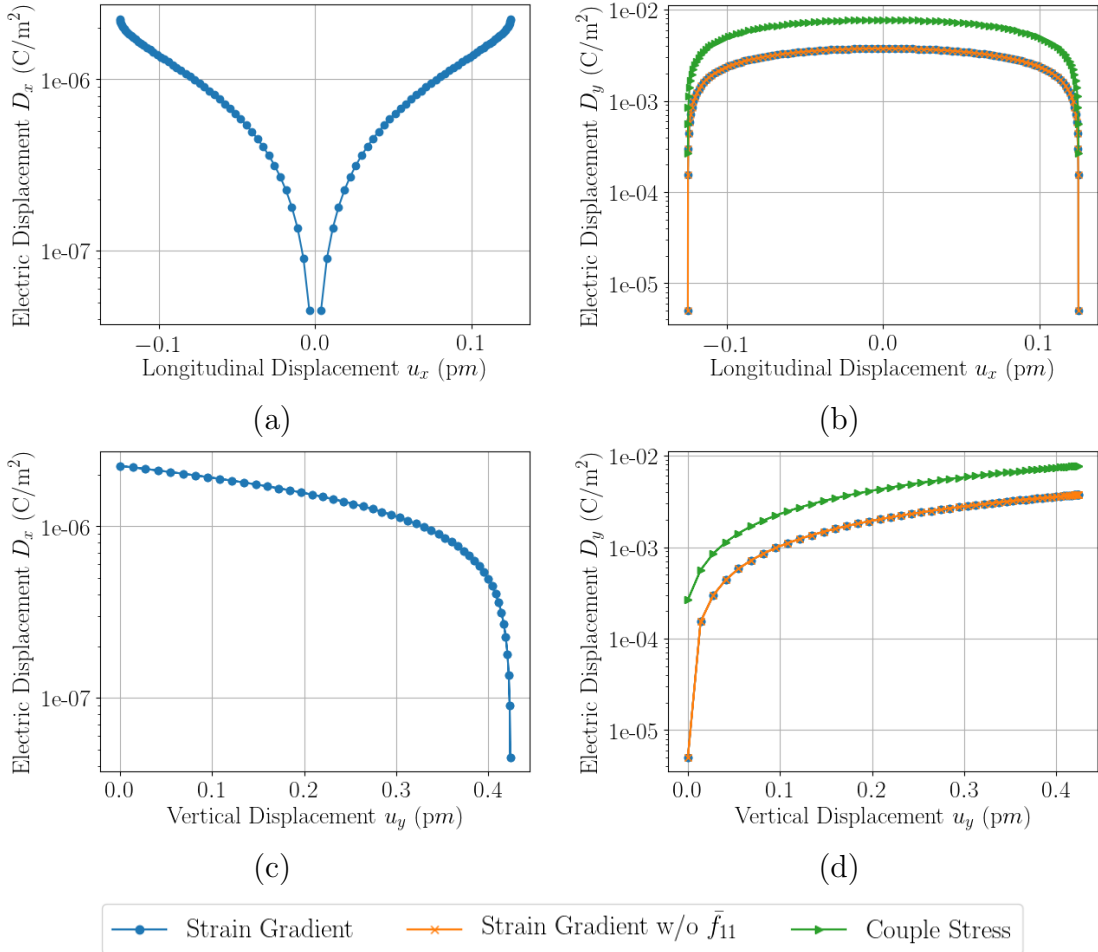 Electric Displacement $D_x$ (C/m$^2$)
1e-06
1e-07
−0.1 0.0 0.1
Longitudinal Displacement $u_x$ (p$m$)
(a)
Electric Displacement $D_y$ (C/m$^2$)
1e-02
1e-03
1e-04
1e-05
−0.1 0.0 0.1
Longitudinal Displacement $u_x$ (p$m$)
(b)
Electric Displacement $D_x$ (C/m$^2$)
1e-06
1e-07
0.0 0.1 0.2 0.3 0.4
Vertical Displacement $u_y$ (p$m$)
(c)
Electric Displacement $D_y$ (C/m$^2$)
1e-02
1e-03
1e-04
1e-05
0.0 0.1 0.2 0.3 0.4
Vertical Displacement $u_y$ (p$m$)
(d)
Strain Gradient
Strain Gradient w/o $\bar{f}_{11}$
Couple Stress